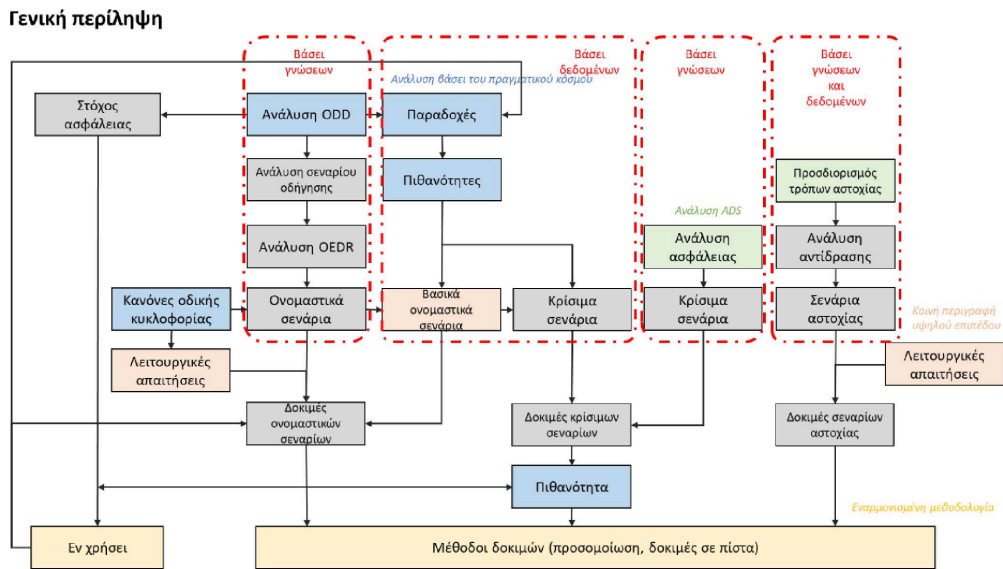 Γενική περίληψη
Βάσει
γνώσεων
Βάσει
δεδομένων
Βάσει
γνώσεων
Βάσει
γνώσεων
και
δεδομένων
Ανάλυση βάσει του πραγματικού κόσμου
Στόχος
ασφάλειας
Ανάλυση ODD
Παραδοχές
Ανάλυση σεναρίου
οδήγησης
Πιθανότητες
Προσδιορισμός
τρόπων αστοχίας
Ανάλυση ADS
Ανάλυση OEDR
Ανάλυση
ασφάλειας
Ανάλυση
αντίδρασης
Κανόνες οδικής
κυκλοφορίας
Ονομαστικά
σενάρια
Βασικά
ονομαστικά
σενάρια
Κρίσιμα
σενάρια
Κρίσιμα
σενάρια
Σενάρια
αστοχίας
Κοινή περιγραφή
υψηλού επιπέδου
Λειτουργικές
απαιτήσεις
Λειτουργικές
απαιτήσεις
Δοκιμές
ονομαστικών
σεναρίων
Δοκιμές κρίσιμων
σεναρίων
Δοκιμές σεναρίων
αστοχίας
Πιθανότητα
Εναρμονισμένη μεθοδολογία
Εν χρήσει
Μέθοδοι δοκιμών (προσομοίωση, δοκιμές σε πίστα)